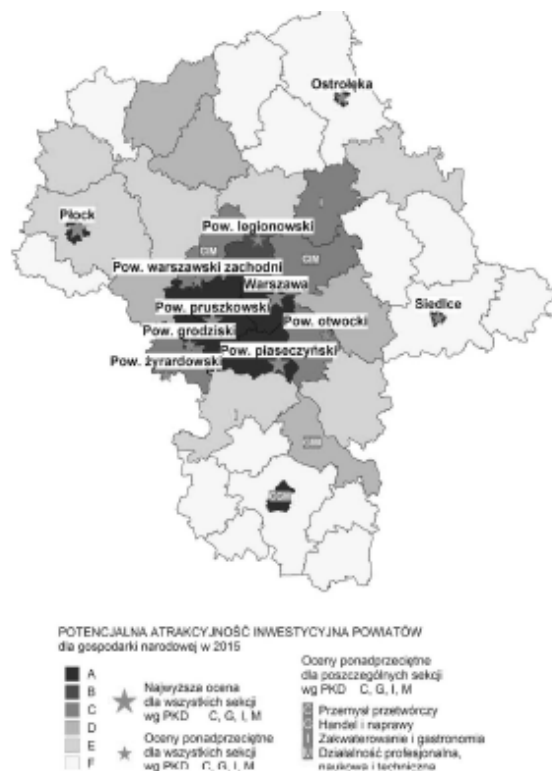 Ostrołęka
Płock
Pow. legionowski
GIM
GIM
Pow. warszawski zachodni
Warszawa
Siedlce
Pow. pruszkowski
Pow. otwocki
Pow. grodziski
Pow. piaseczyński
Pow. żyrardowski
POTENCJALNA ATRAKCYJNOŚĆ INWESTYCYJNA POWIATÓW
dla gospodarki narodowej w 2015
A
B
C
D
E
F
Najwyższa ocena
dla wszystkich sekcji
wg PKD C, G, I, M
Oceny ponadprzeciętne
dla wszystkich sekcji
wg PKD C, G, I, M
Oceny ponadprzeciętne
dla poszczególnych sekcji
wg PKD C, G, I, M
C Przemysł przetwórczy
G Handel i naprawy
I Zakwaterowanie i gastronomia
M Działalność profesjonalna,
naukowa i techniczna